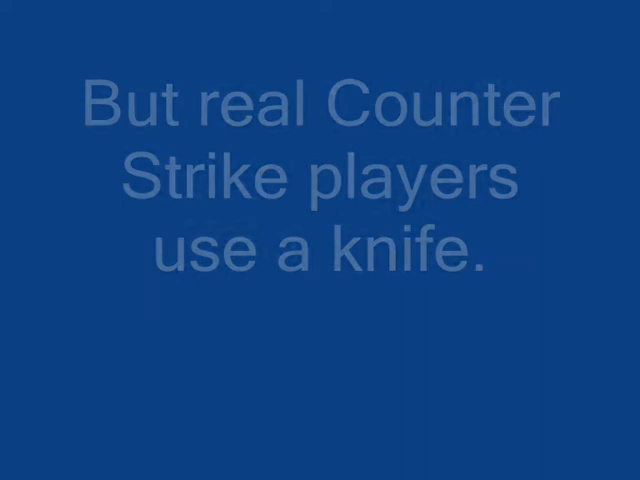 But real Counter
Strike players
use a knife.